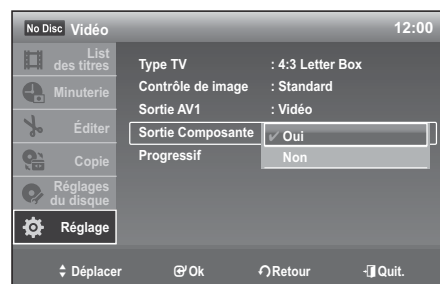 No Disc Vidéo 12:00
List des titres
Minuterie
Éditer
Copie
Réglages du disque
Réglage
Type TV : 4:3 Letter Box
Contrôle de image : Standard
Sortie AV1 : Vidéo
Sortie Composante ✔ Oui
Progressif Non
Déplacer Ok Retour Quit.